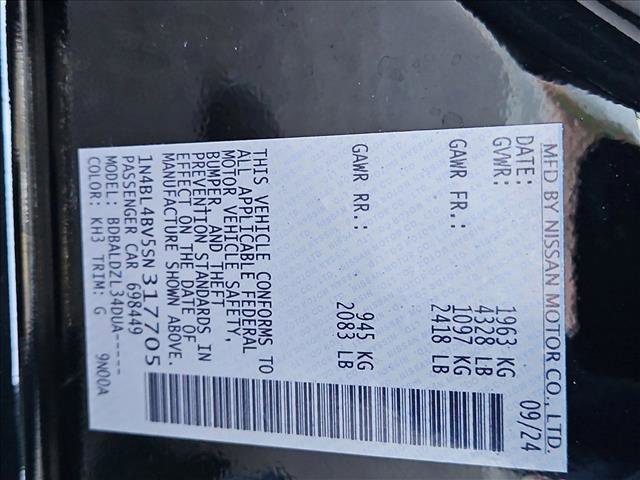 MFD BY NISSAN MOTOR CO., LTD.
DATE: 09/24
GVWR: 1963 KG
4328 LB
GAWR FR.: 1097 KG
2418 LB
GAWR RR.: 945 KG
2083 LB
THIS VEHICLE CONFORMS TO
ALL APPLICABLE FEDERAL
MOTOR VEHICLE SAFETY,
BUMPER, AND THEFT
PREVENTION STANDARDS IN
EFFECT ON THE DATE OF
MANUFACTURE SHOWN ABOVE.
1N4BL4BV5SN317705
PASSENGER CAR 698449
MODEL: BDBALDZL34DUA-----
COLOR: KH3 TRIM: G 9N00A